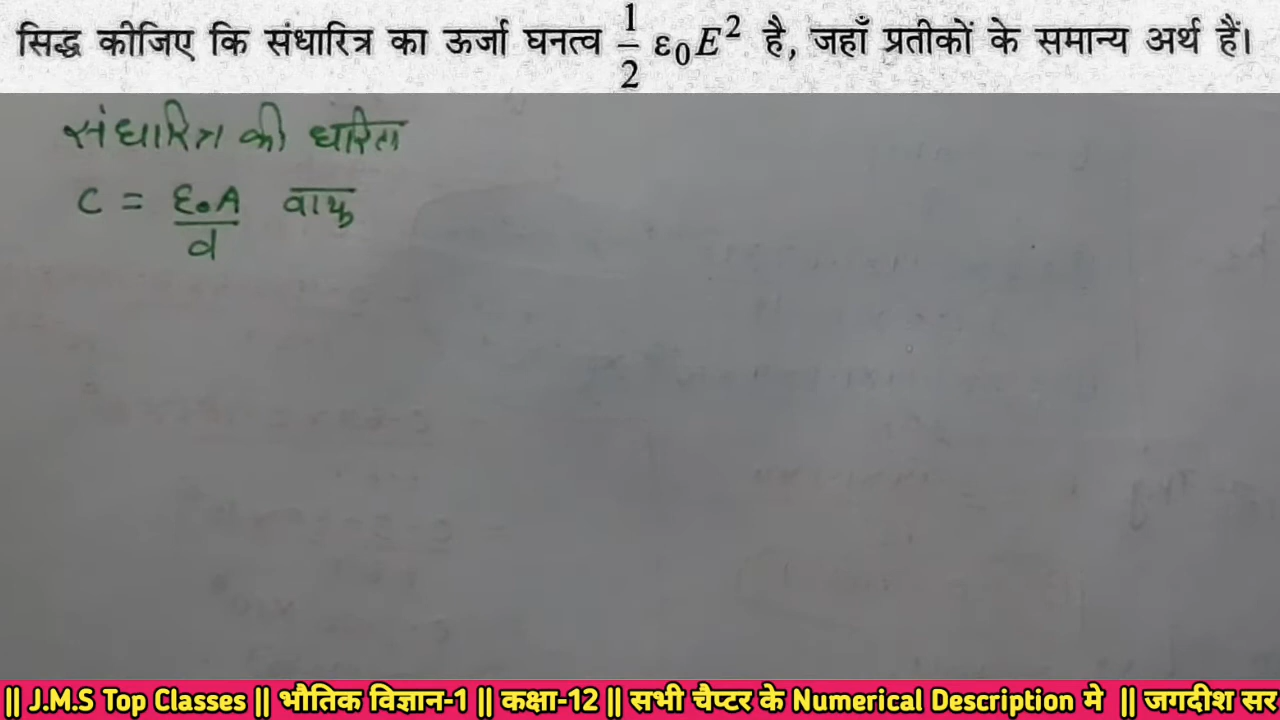 सिद्ध कीजिए कि संधारित्र का ऊर्जा घनत्व 1/2 ε₀E² है, जहाँ प्रतीकों के समान्य अर्थ हैं।
संधारित्र की धारिता
C = ε₀A/d वायु
|| J.M.S Top Classes || भौतिक विज्ञान-1 || कक्षा-12 || सभी चैप्टर के Numerical Description मे || जगदीश सर